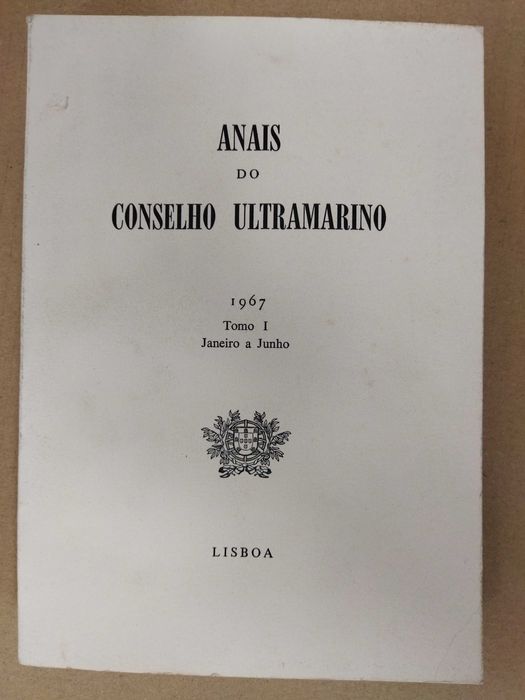 ANAIS
DO
CONSELHO ULTRAMARINO
1967
Tomo I
Janeiro a Junho
LISBOA